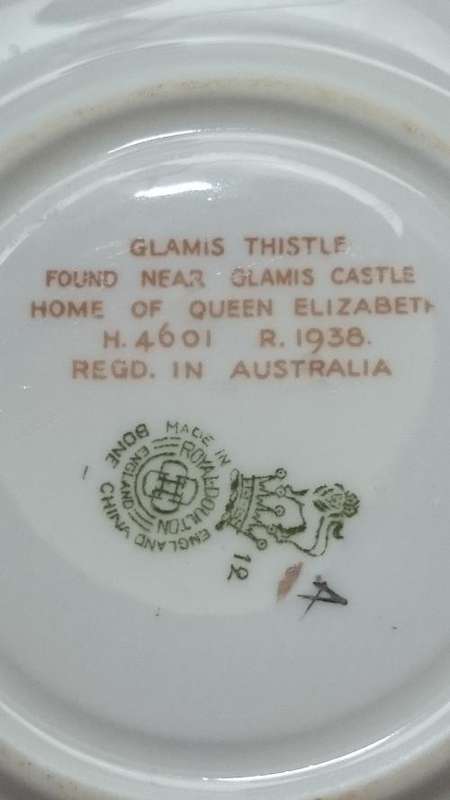 GLAMIS THISTLE
FOUND NEAR GLAMIS CASTLE
HOME OF QUEEN ELIZABETH
H.4601 R.1938.
REGD. IN AUSTRALIA
MADE IN
ENGLAND
BONE CHINA
ROYAL DOULTON
ENGLAND
ENGLAND
12
A